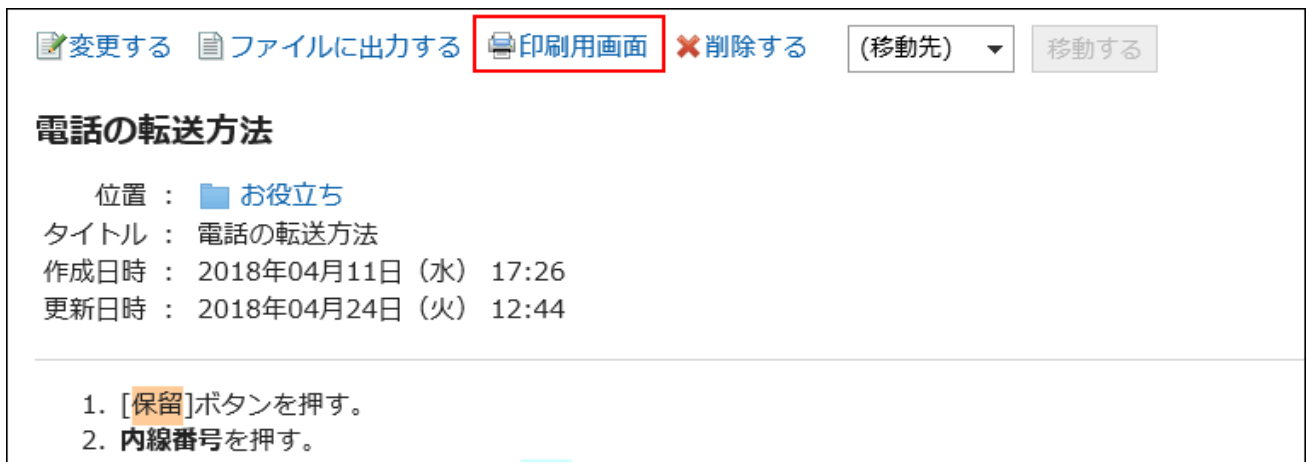 変更する ファイルに出力する 印刷用画面 削除する (移動先) 移動する
電話の転送方法
位置 : お役立ち
タイトル : 電話の転送方法
作成日時 : 2018年04月11日（水） 17:26
更新日時 : 2018年04月24日（火） 12:44
1. [保留]ボタンを押す。
2. 内線番号を押す。